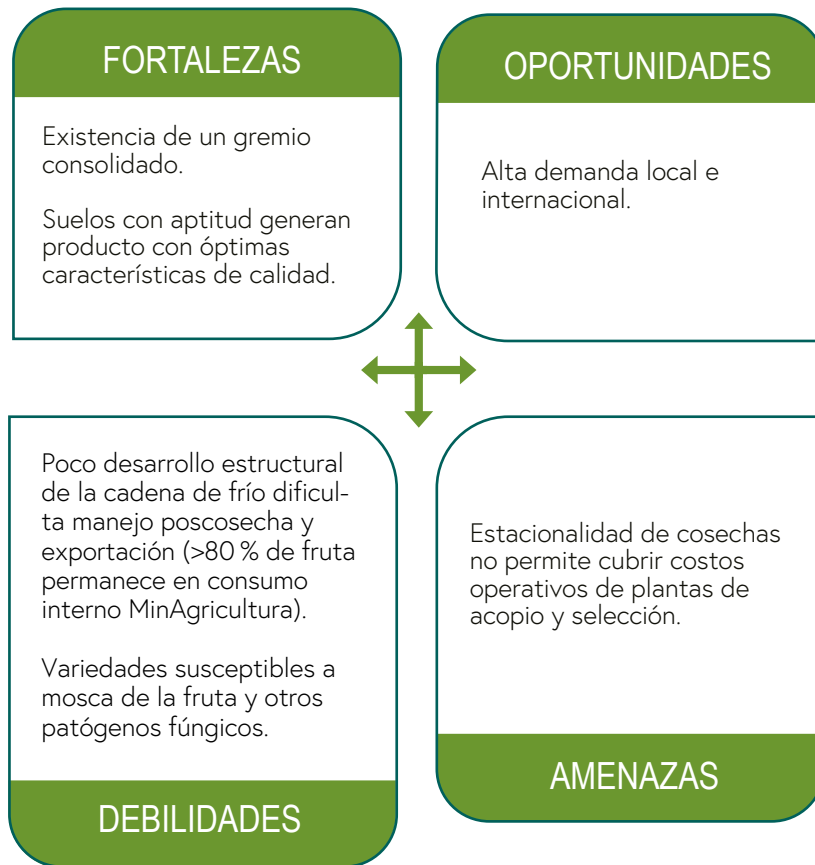 FORTALEZAS
Existencia de un gremio
consolidado.
Suelos con aptitud generan
producto con óptimas
características de calidad.
OPORTUNIDADES
Alta demanda local e
internacional.
Poco desarrollo estructural
de la cadena de frío dificul-
ta manejo poscosecha y
exportación (>80 % de fruta
permanece en consumo
interno MinAgricultura).
Variedades susceptibles a
mosca de la fruta y otros
patógenos fúngicos.
DEBILIDADES
Estacionalidad de cosechas
no permite cubrir costos
operativos de plantas de
acopio y selección.
AMENAZAS